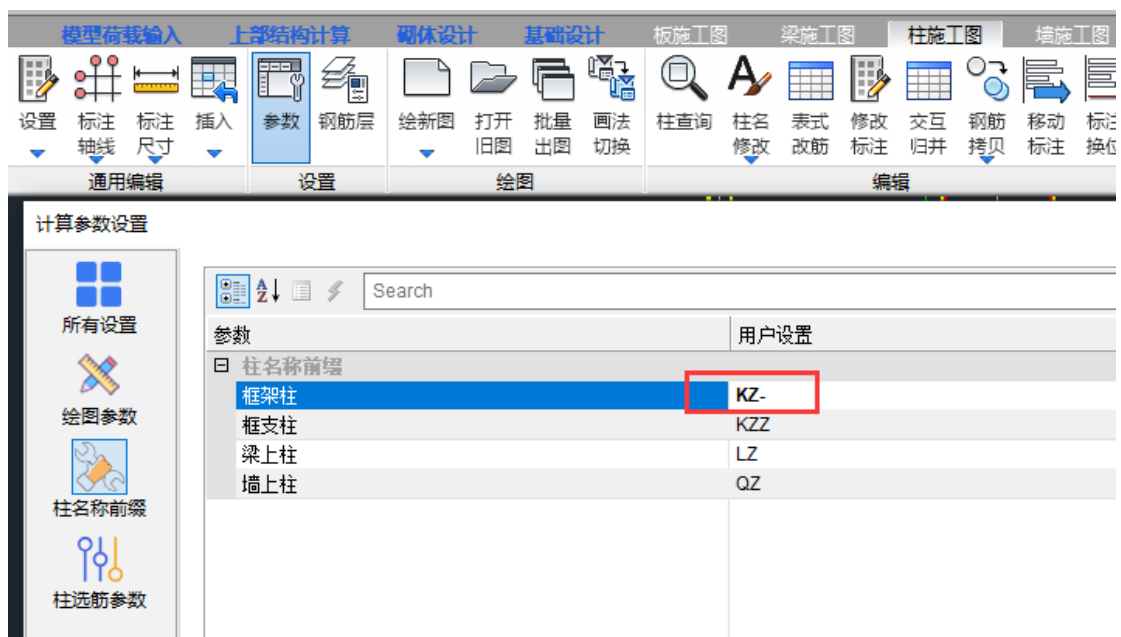 模型荷载输入 上部结构计算 砌体设计 基础设计 板施工图 梁施工图 柱施工图 墙施工图
设置 标注轴线 标注尺寸 插入 参数 钢筋层 绘新图 打开旧图 批量出图 画法切换 柱查询 柱名修改 表式改筋 修改标注 交互归并 钢筋拷贝 移动标注 标注换位
通用编辑 设置 绘图 编辑
计算参数设置
所有设置
绘图参数
柱名称前缀
柱选筋参数
Search
参数 用户设置
柱名称前缀
框架柱 KZ-
框支柱 KZZ
梁上柱 LZ
墙上柱 QZ